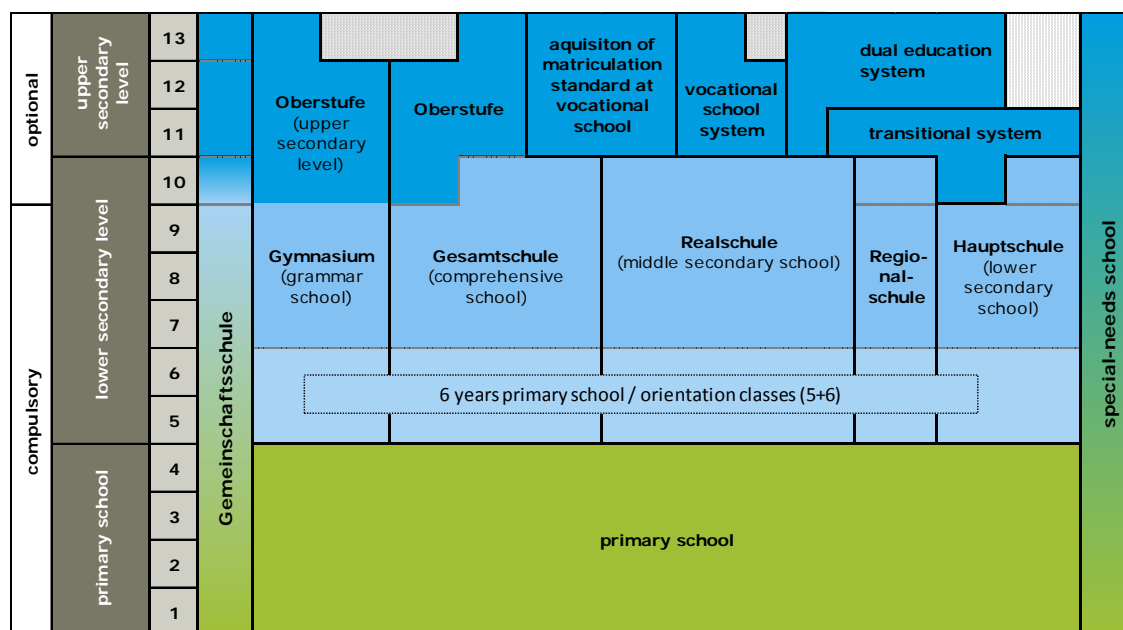 optional
compulsory
upper
secondary
level
lower secondary level
primary school
13
12
11
10
9
8
7
6
5
4
3
2
1
Gemeinschaftsschule
Oberstufe
(upper
secondary
level)
Oberstufe
aquisiton of
matriculation
standard at
vocational
school
vocational
school
system
dual education
system
transitional system
Gymnasium
(grammar
school)
Gesamtschule
(comprehensive
school)
Realschule
(middle secondary school)
Regio-
nal-
schule
Hauptschule
(lower
secondary
school)
6 years primary school / orientation classes (5+6)
primary school
special-needs school